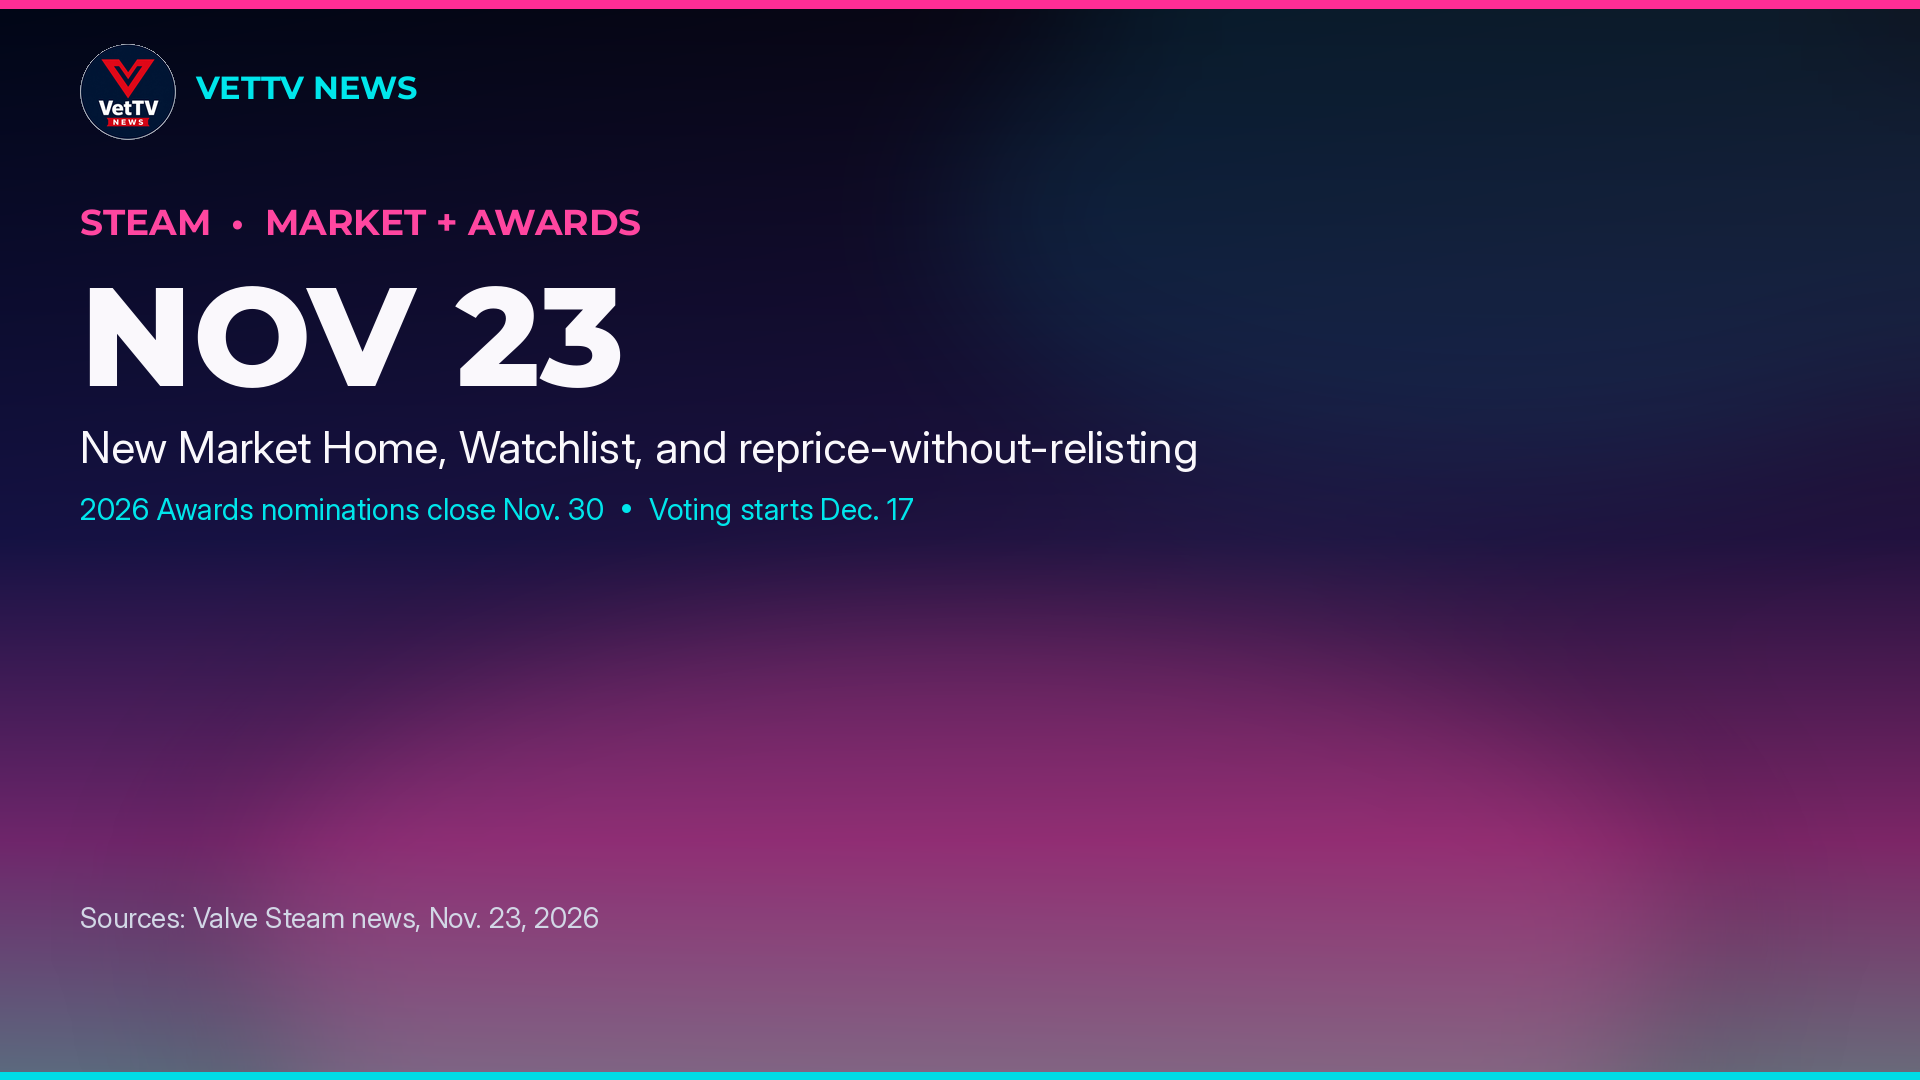 VetTV
NEWS
VETTV NEWS
STEAM • MARKET + AWARDS
NOV 23
New Market Home, Watchlist, and reprice-without-relisting
2026 Awards nominations close Nov. 30 • Voting starts Dec. 17
Sources: Valve Steam news, Nov. 23, 2026